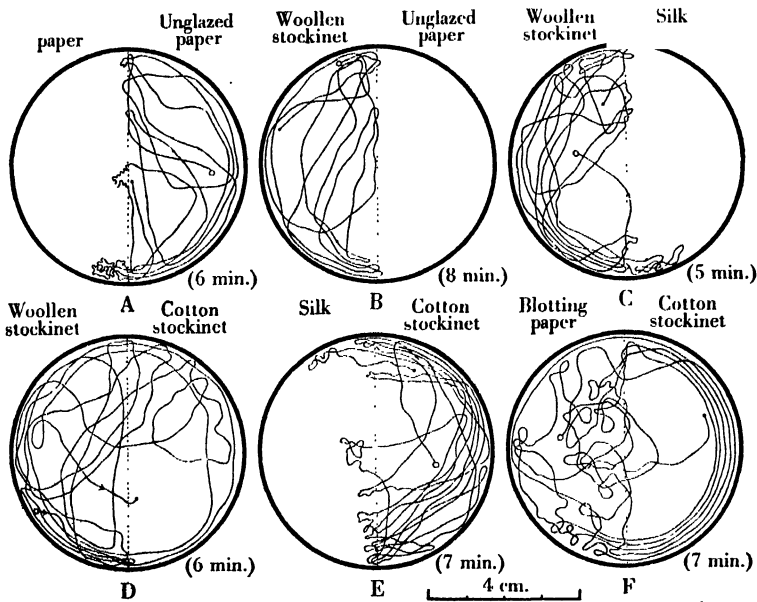 paper
Unglazed
paper
Woollen
stockinet
Unglazed
paper
Woollen
stockinet
Silk
(6 min.)
(8 min.)
(5 min.)
A
B
C
Woollen
stockinet
Cotton
stockinet
Silk
Cotton
stockinet
Blotting
paper
Cotton
stockinet
(6 min.)
(7 min.)
(7 min.)
D
E
4 cm.
F